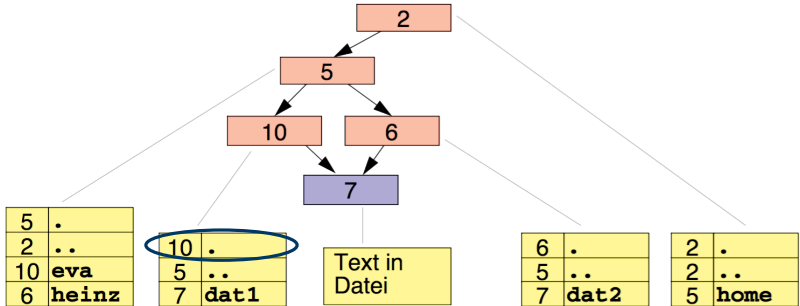 2
5
10
6
7
5 .
2 ..
10 eva
6 heinz
10 .
5 ..
7 dat1
Text in
Datei
6 .
5 ..
7 dat2
2 .
2 ..
5 home